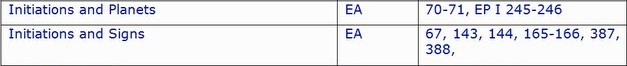 Initiations and Planets EA 70-71, EP I 245-246
Initiations and Signs EA 67, 143, 144, 165-166, 387,
388,